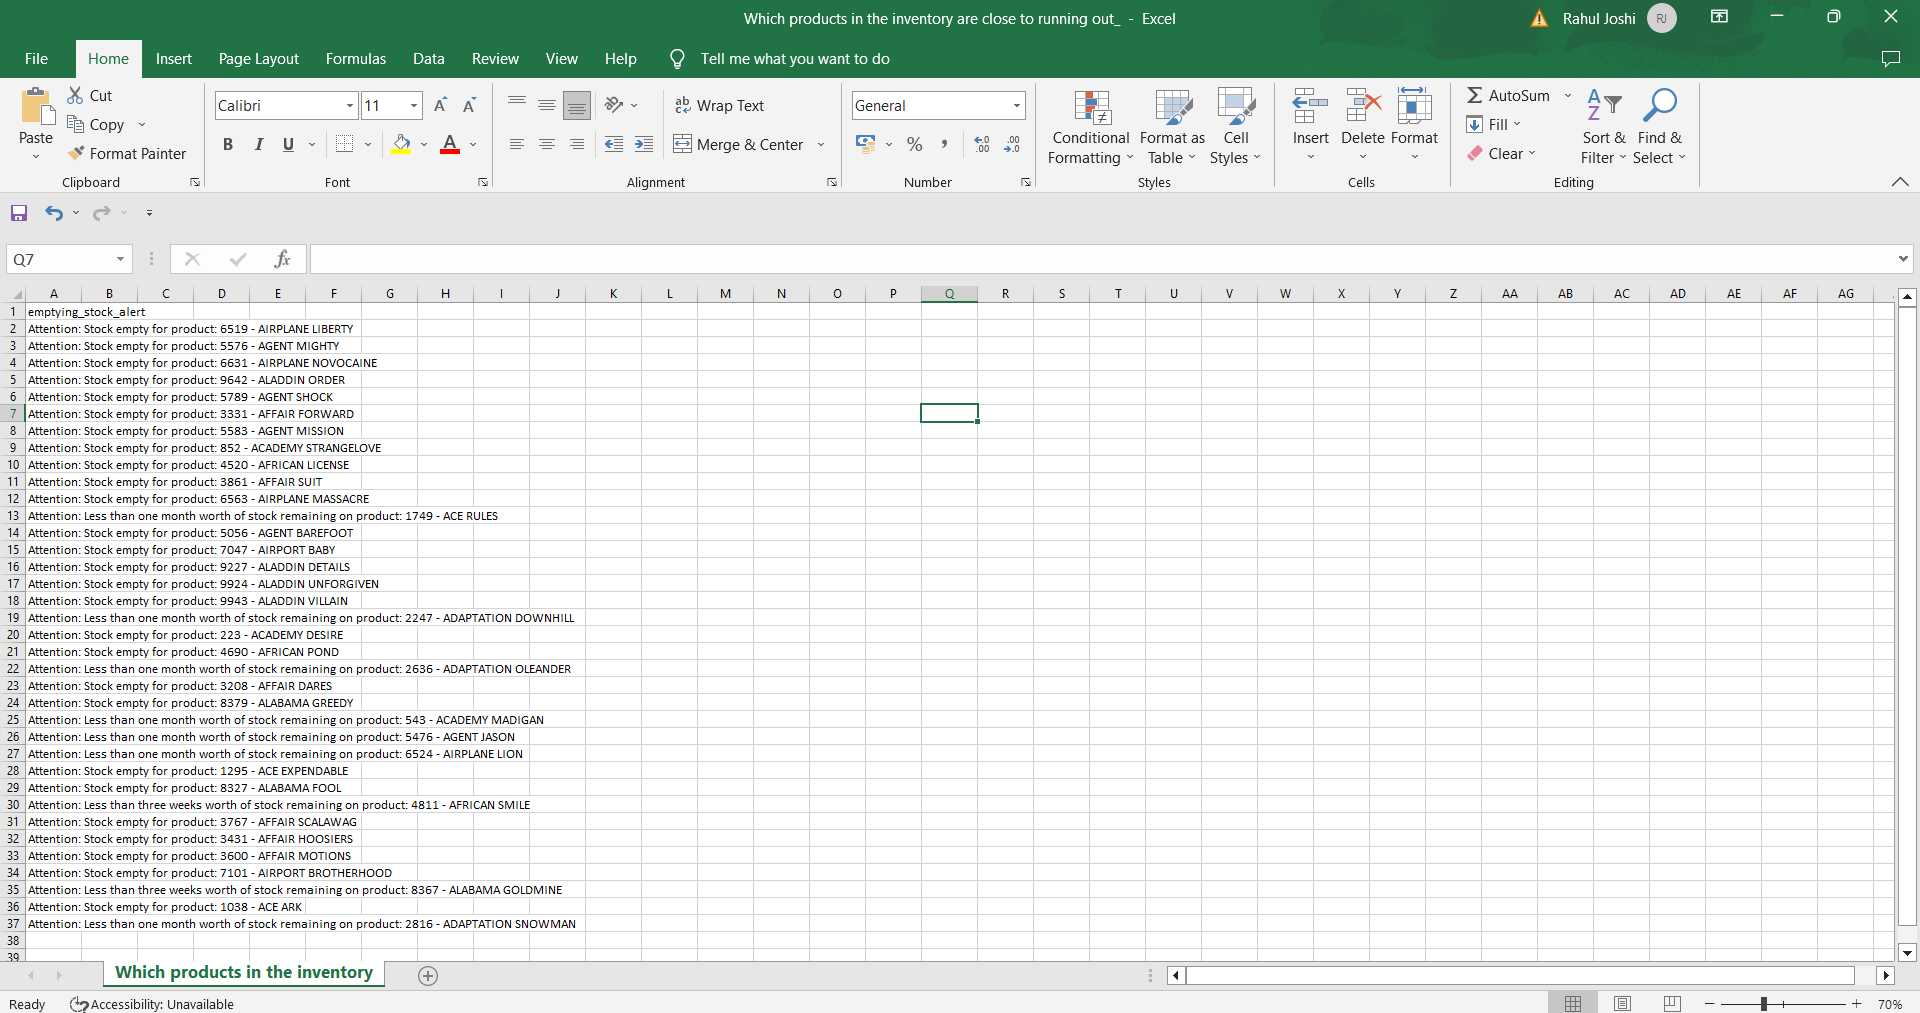 Which products in the inventory are close to running out_ - Excel
Rahul Joshi RJ
File Home Insert Page Layout Formulas Data Review View Help Tell me what you want to do
Paste
Cut
Copy
Format Painter
Clipboard
Calibri 11
B I U
Font
Wrap Text
Merge & Center
Alignment
General
Number
Conditional Formatting
Format as Table
Cell Styles
Styles
Insert Delete Format
Cells
AutoSum
Fill
Clear
Sort & Filter
Find & Select
Editing
Q7 fx
A B C D E F G H I J K L M N O P Q R S T U V W X Y Z AA AB AC AD AE AF AG
1 emptying_stock_alert
2 Attention: Stock empty for product: 6519 - AIRPLANE LIBERTY
3 Attention: Stock empty for product: 5576 - AGENT MIGHTY
4 Attention: Stock empty for product: 6631 - AIRPLANE NOVOCAINE
5 Attention: Stock empty for product: 9642 - ALADDIN ORDER
6 Attention: Stock empty for product: 5789 - AGENT SHOCK
7 Attention: Stock empty for product: 3331 - AFFAIR FORWARD
8 Attention: Stock empty for product: 5583 - AGENT MISSION
9 Attention: Stock empty for product: 852 - ACADEMY STRANGELOVE
10 Attention: Stock empty for product: 4520 - AFRICAN LICENSE
11 Attention: Stock empty for product: 3861 - AFFAIR SUIT
12 Attention: Stock empty for product: 6563 - AIRPLANE MASSACRE
13 Attention: Less than one month worth of stock remaining on product: 1749 - ACE RULES
14 Attention: Stock empty for product: 5056 - AGENT BAREFOOT
15 Attention: Stock empty for product: 7047 - AIRPORT BABY
16 Attention: Stock empty for product: 9227 - ALADDIN DETAILS
17 Attention: Stock empty for product: 9924 - ALADDIN UNFORGIVEN
18 Attention: Stock empty for product: 9943 - ALADDIN VILLAIN
19 Attention: Less than one month worth of stock remaining on product: 2247 - ADAPTATION DOWNHILL
20 Attention: Stock empty for product: 223 - ACADEMY DESIRE
21 Attention: Stock empty for product: 4690 - AFRICAN POND
22 Attention: Less than one month worth of stock remaining on product: 2636 - ADAPTATION OLEANDER
23 Attention: Stock empty for product: 3208 - AFFAIR DARES
24 Attention: Stock empty for product: 8379 - ALABAMA GREEDY
25 Attention: Less than one month worth of stock remaining on product: 543 - ACADEMY MADIGAN
26 Attention: Less than one month worth of stock remaining on product: 5476 - AGENT JASON
27 Attention: Less than one month worth of stock remaining on product: 6524 - AIRPLANE LION
28 Attention: Stock empty for product: 1295 - ACE EXPENDABLE
29 Attention: Stock empty for product: 8327 - ALABAMA FOOL
30 Attention: Less than three weeks worth of stock remaining on product: 4811 - AFRICAN SMILE
31 Attention: Stock empty for product: 3767 - AFFAIR SCALAWAG
32 Attention: Stock empty for product: 3431 - AFFAIR HOOSIERS
33 Attention: Stock empty for product: 3600 - AFFAIR MOTIONS
34 Attention: Stock empty for product: 7101 - AIRPORT BROTHERHOOD
35 Attention: Less than three weeks worth of stock remaining on product: 8367 - ALABAMA GOLDMINE
36 Attention: Stock empty for product: 1038 - ACE ARK
37 Attention: Less than one month worth of stock remaining on product: 2816 - ADAPTATION SNOWMAN
38
39
Which products in the inventory
Ready Accessibility: Unavailable 70%